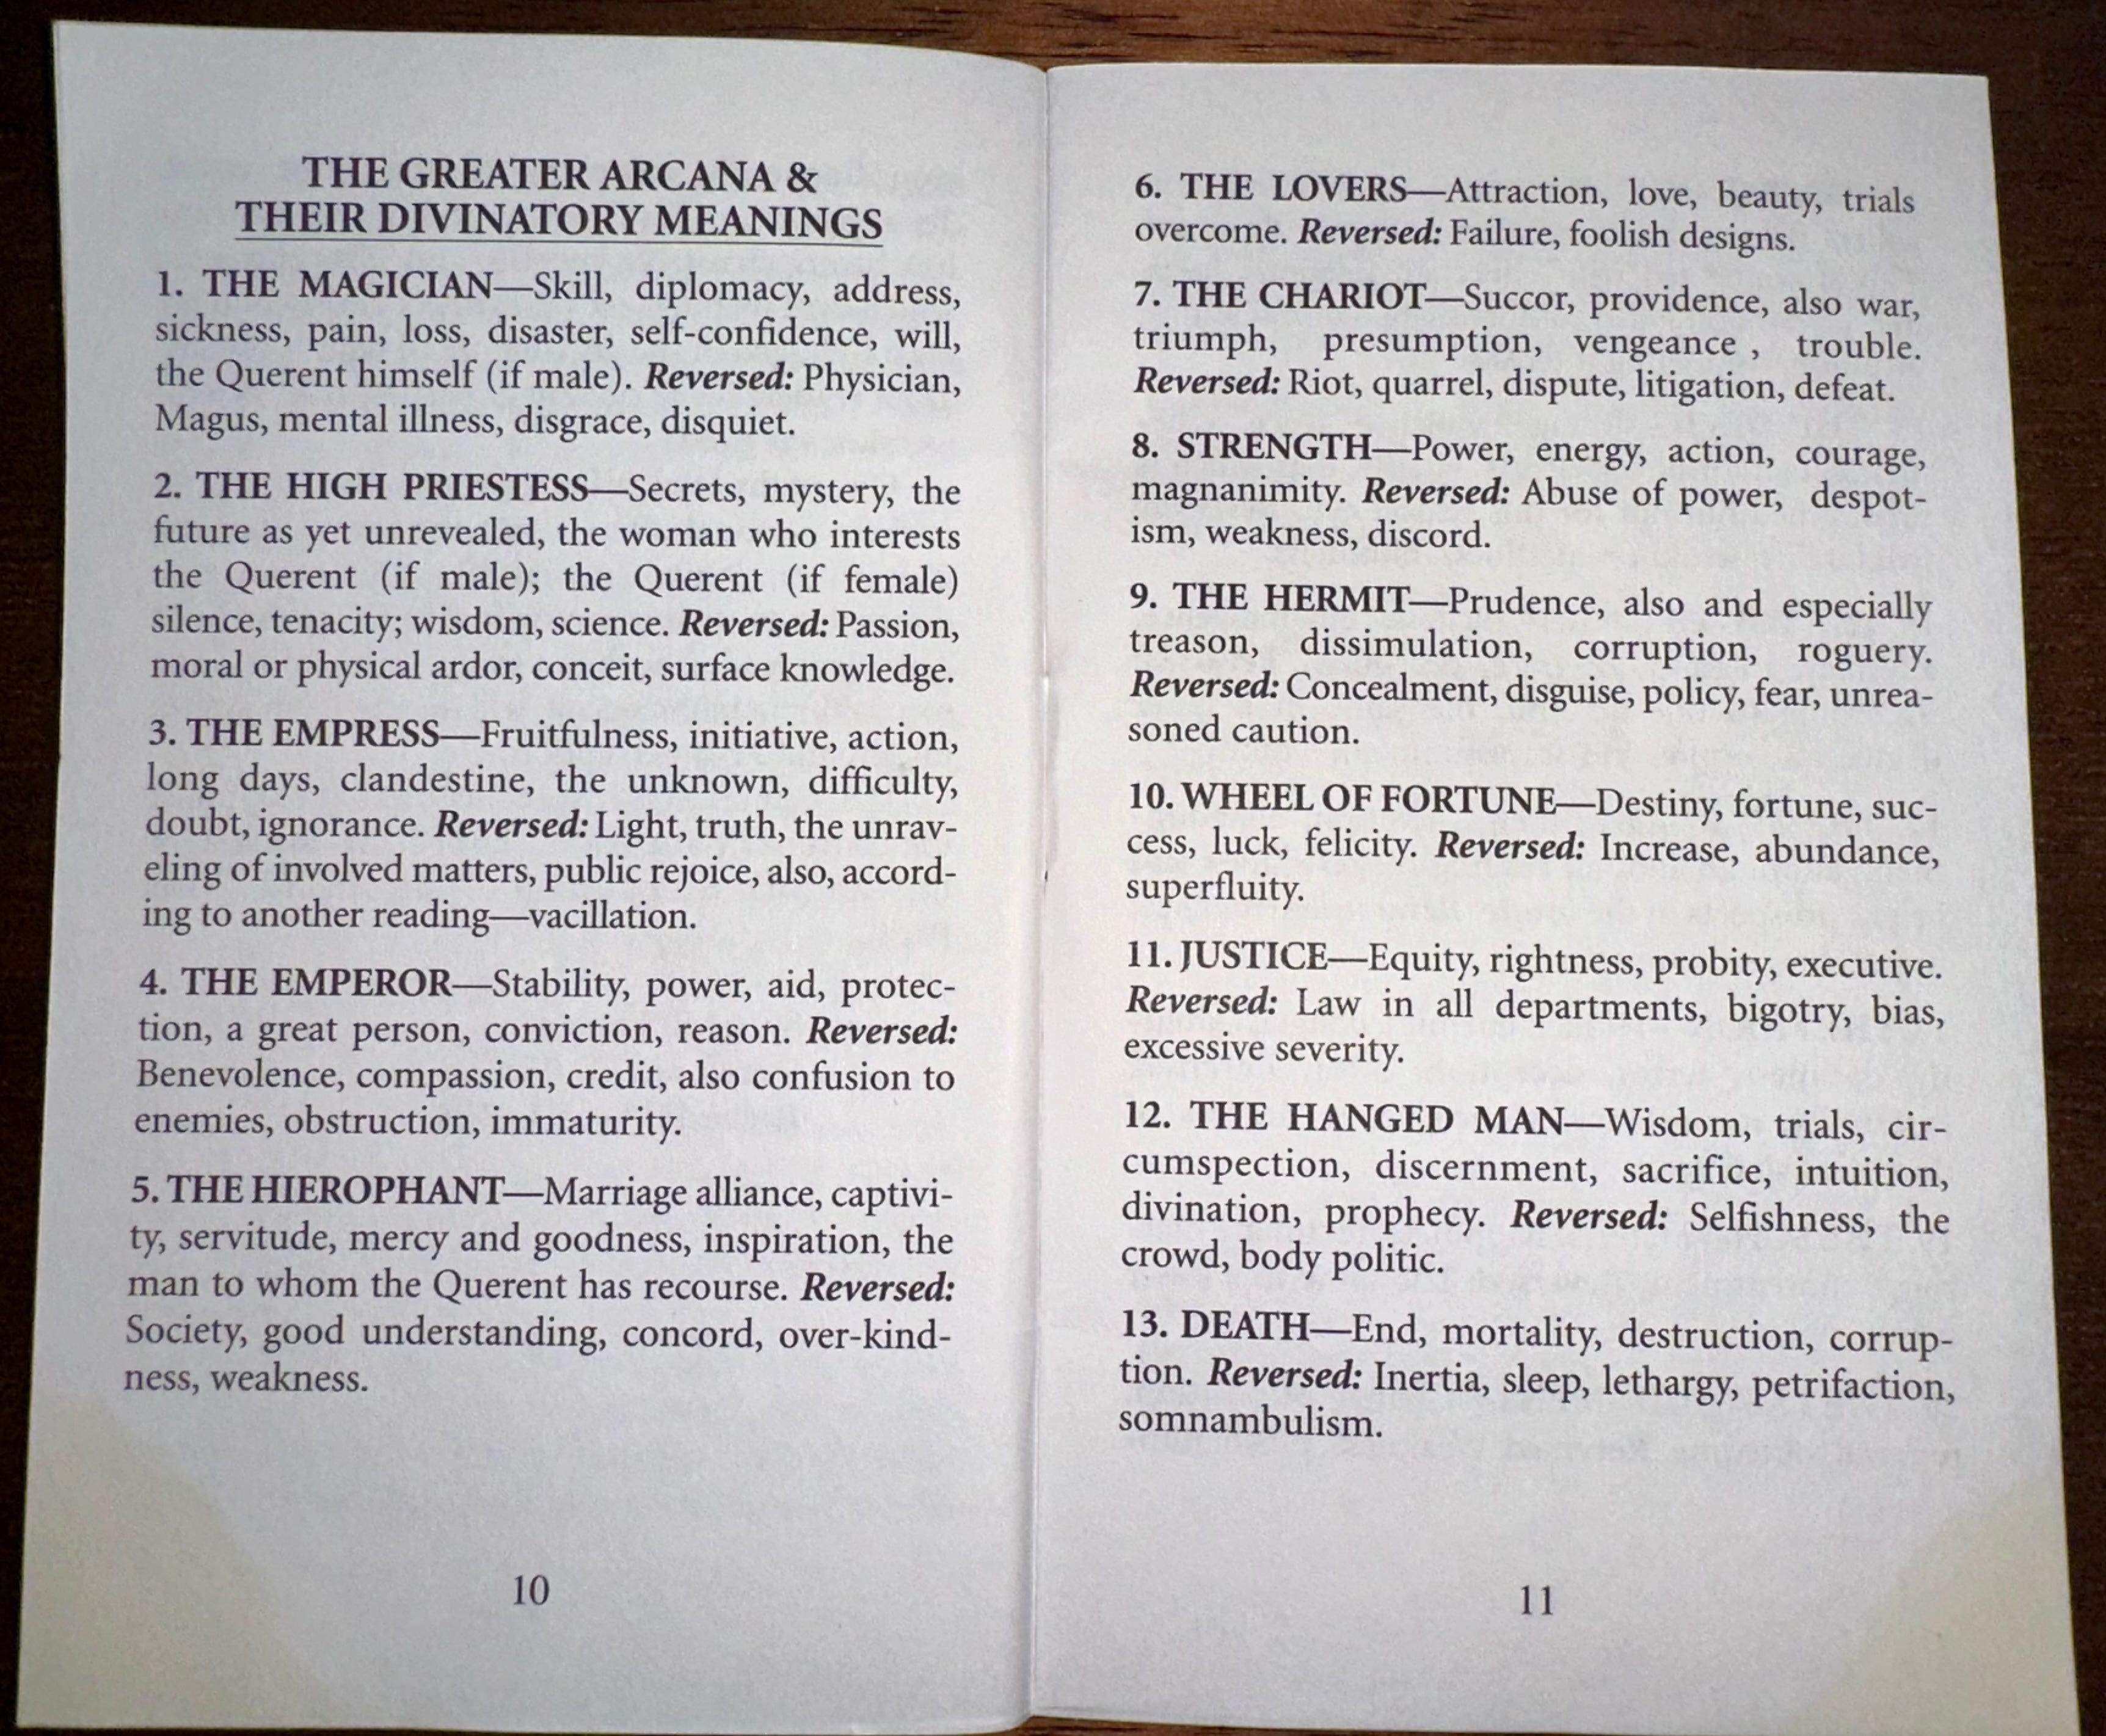 THE GREATER ARCANA &
THEIR DIVINATORY MEANINGS
1. THE MAGICIAN—Skill, diplomacy, address,
sickness, pain, loss, disaster, self-confidence, will,
the Querent himself (if male). Reversed: Physician,
Magus, mental illness, disgrace, disquiet.
2. THE HIGH PRIESTESS—Secrets, mystery, the
future as yet unrevealed, the woman who interests
the Querent (if male); the Querent (if female)
silence, tenacity; wisdom, science. Reversed: Passion,
moral or physical ardor, conceit, surface knowledge.
3. THE EMPRESS—Fruitfulness, initiative, action,
long days, clandestine, the unknown, difficulty,
doubt, ignorance. Reversed: Light, truth, the unrav-
eling of involved matters, public rejoice, also, accord-
ing to another reading—vacillation.
4. THE EMPEROR—Stability, power, aid, protec-
tion, a great person, conviction, reason. Reversed:
Benevolence, compassion, credit, also confusion to
enemies, obstruction, immaturity.
5. THE HIEROPHANT—Marriage alliance, captivi-
ty, servitude, mercy and goodness, inspiration, the
man to whom the Querent has recourse. Reversed:
Society, good understanding, concord, over-kind-
ness, weakness.
10
6. THE LOVERS—Attraction, love, beauty, trials
overcome. Reversed: Failure, foolish designs.
7. THE CHARIOT—Succor, providence, also war,
triumph, presumption, vengeance , trouble.
Reversed: Riot, quarrel, dispute, litigation, defeat.
8. STRENGTH—Power, energy, action, courage,
magnanimity. Reversed: Abuse of power, despot-
ism, weakness, discord.
9. THE HERMIT—Prudence, also and especially
treason, dissimulation, corruption, roguery.
Reversed: Concealment, disguise, policy, fear, unrea-
soned caution.
10. WHEEL OF FORTUNE—Destiny, fortune, suc-
cess, luck, felicity. Reversed: Increase, abundance,
superfluity.
11. JUSTICE—Equity, rightness, probity, executive.
Reversed: Law in all departments, bigotry, bias,
excessive severity.
12. THE HANGED MAN—Wisdom, trials, cir-
cumspection, discernment, sacrifice, intuition,
divination, prophecy. Reversed: Selfishness, the
crowd, body politic.
13. DEATH—End, mortality, destruction, corrup-
tion. Reversed: Inertia, sleep, lethargy, petrifaction,
somnambulism.
11